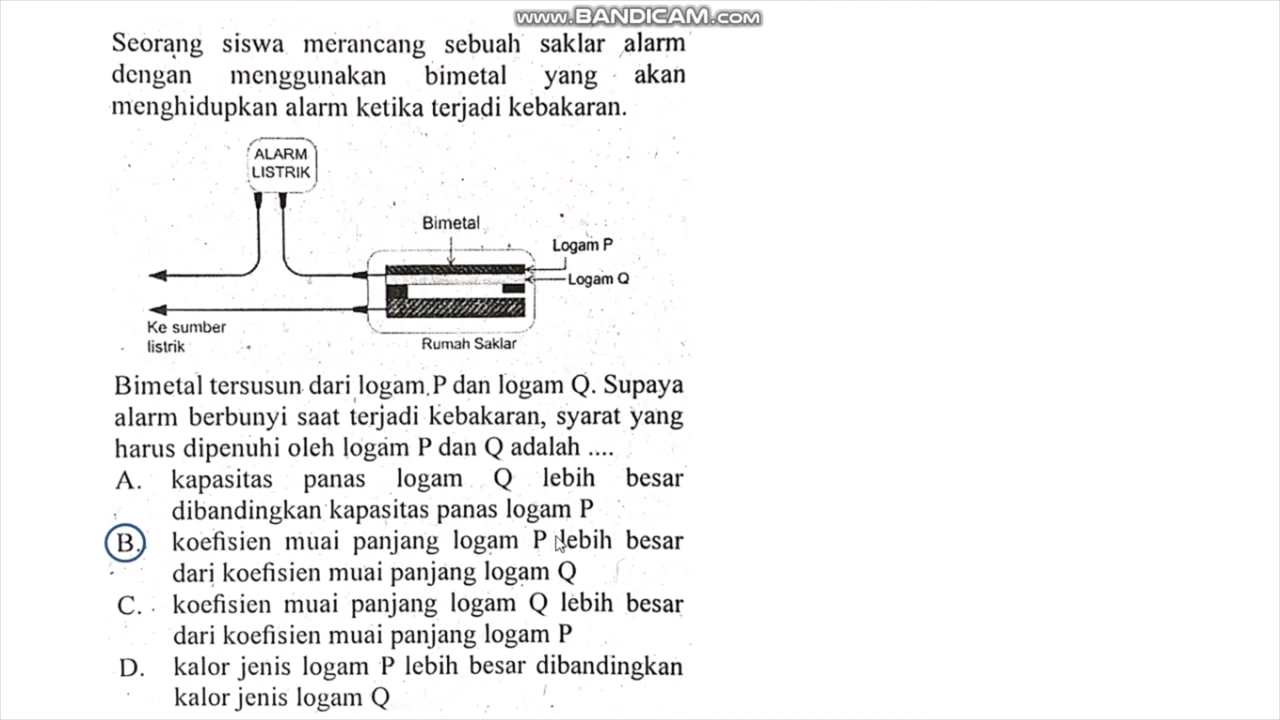 www.BANDICAM.com
Seorang siswa merancang sebuah saklar alarm
dengan menggunakan bimetal yang akan
menghidupkan alarm ketika terjadi kebakaran.
ALARM
LISTRIK
Bimetal
Logam P
Logam Q
Ke sumber
listrik
Rumah Saklar
Bimetal tersusun dari logam P dan logam Q. Supaya
alarm berbunyi saat terjadi kebakaran, syarat yang
harus dipenuhi oleh logam P dan Q adalah ....
A. kapasitas panas logam Q lebih besar
dibandingkan kapasitas panas logam P
B. koefisien muai panjang logam P lebih besar
dari koefisien muai panjang logam Q
C. koefisien muai panjang logam Q lebih besar
dari koefisien muai panjang logam P
D. kalor jenis logam P lebih besar dibandingkan
kalor jenis logam Q